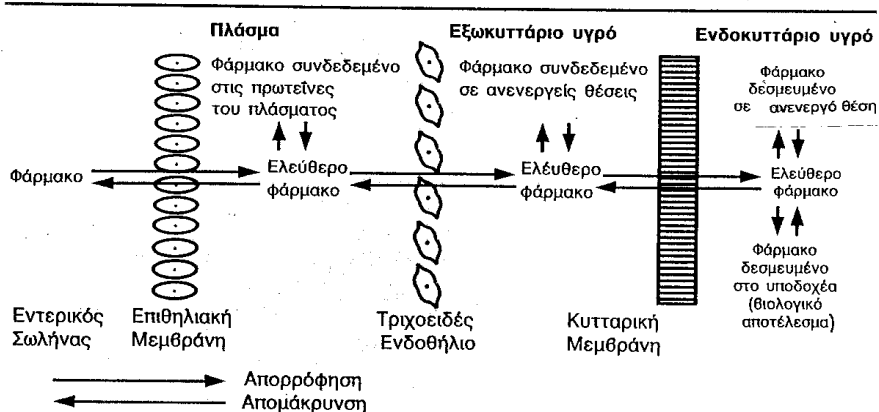 Πλάσμα
Εξωκυττάριο υγρό
Ενδοκυττάριο υγρό
Φάρμακο συνδεδεμένο
στις πρωτεΐνες
του πλάσματος
Φάρμακο συνδεδεμένο
σε ανενεργείς θέσεις
Φάρμακο
δεσμευμένο
σε ανενεργό θέση
Φάρμακο
Ελεύθερο
φάρμακο
Ελέυθερο
φάρμακο
Ελεύθερο
φάρμακο
Φάρμακο
δεσμευμένο
στο υποδοχέα
(βιολογικό
αποτέλεσμα)
Εντερικός
Σωλήνας
Επιθηλιακή
Μεμβράνη
Τριχοειδές
Ενδοθήλιο
Κυτταρική
Μεμβράνη
Απορρόφηση
Απομάκρυνση